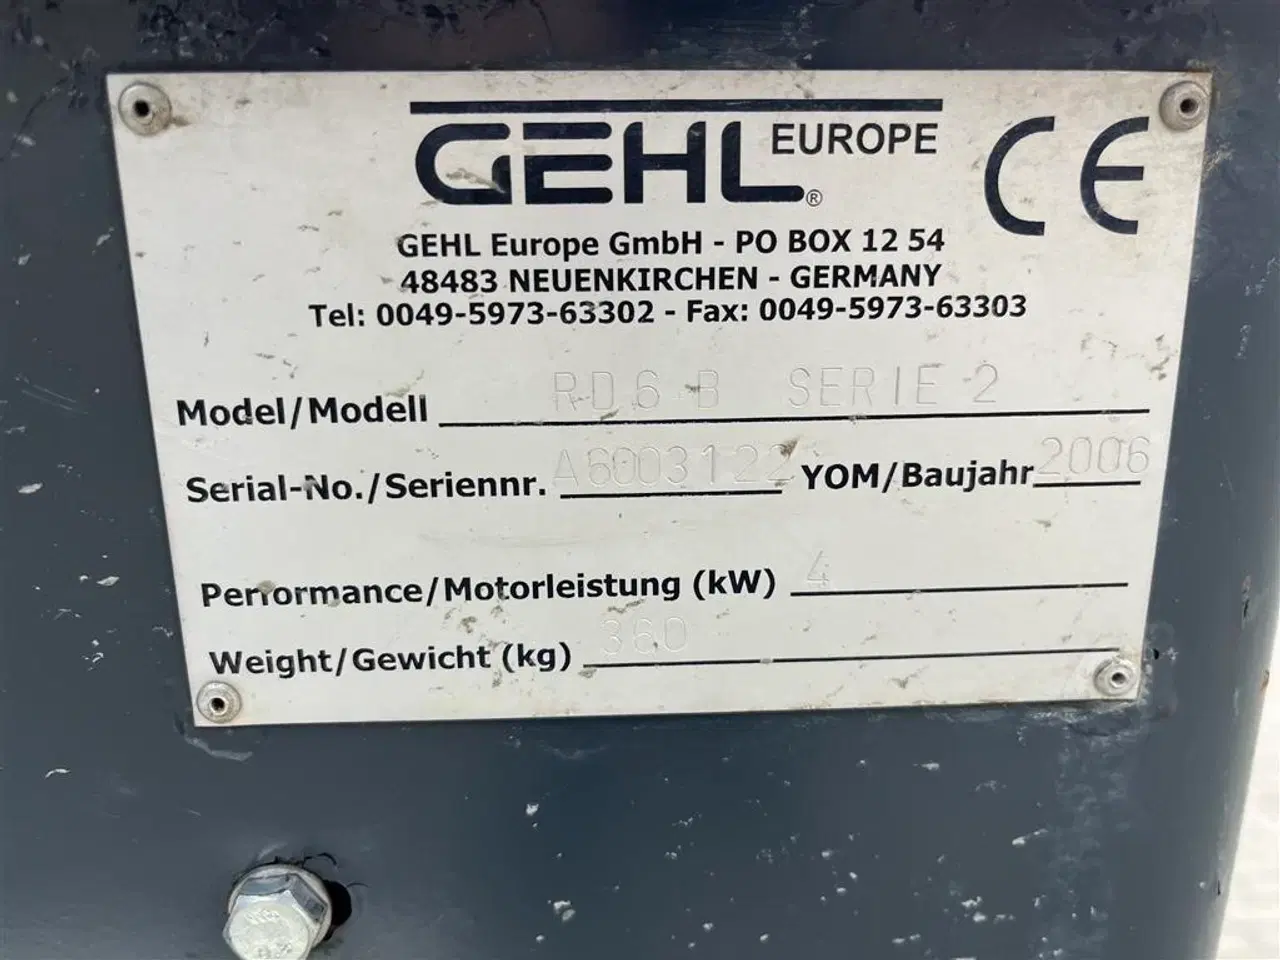 GEHL EUROPE ® CE
GEHL Europe GmbH - PO BOX 12 54
48483 NEUENKIRCHEN - GERMANY
Tel: 0049-5973-63302 - Fax: 0049-5973-63303
Model/Modell RD6 B SERIE 2
Serial-No./Seriennr. A6003122 YOM/Baujahr 2006
Performance/Motorleistung (kW) 4
Weight/Gewicht (kg) 360